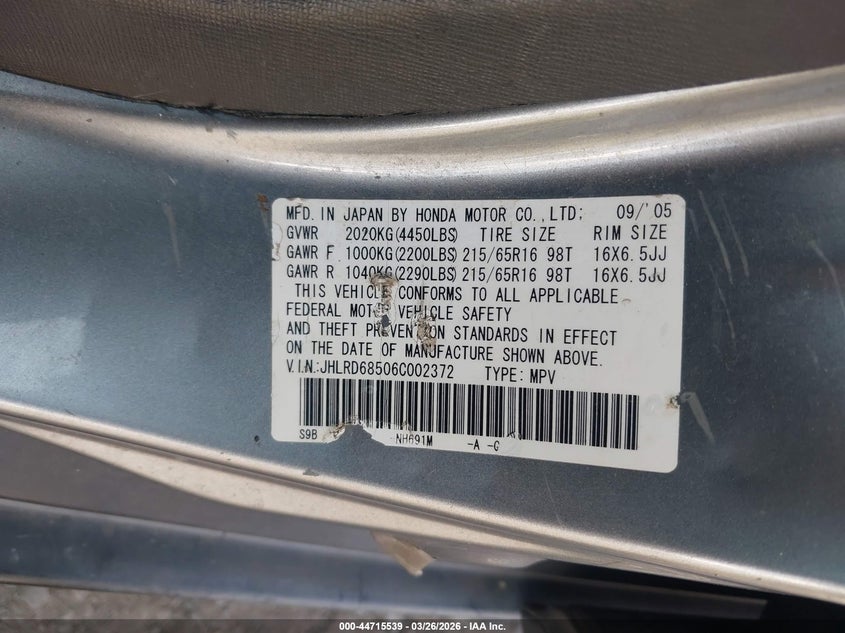 MFD. IN JAPAN BY HONDA MOTOR CO.,LTD: 09/'05
GVWR 2020KG(4450LBS) TIRE SIZE RIM SIZE
GAWR F 1000KG(2200LBS) 215/65R16 98T 16X6.5JJ
GAWR R 1040KG(2290LBS) 215/65R16 98T 16X6.5JJ
THIS VEHICLE CONFORMS TO ALL APPLICABLE
FEDERAL MOTOR VEHICLE SAFETY
AND THEFT PREVENTION STANDARDS IN EFFECT
ON THE DATE OF MANUFACTURE SHOWN ABOVE.
V.I.N:JHLRD68506C002372 TYPE: MPV
S9B NH691M -A -C
000-44715539 | 03/26/2026 - IAA Inc.